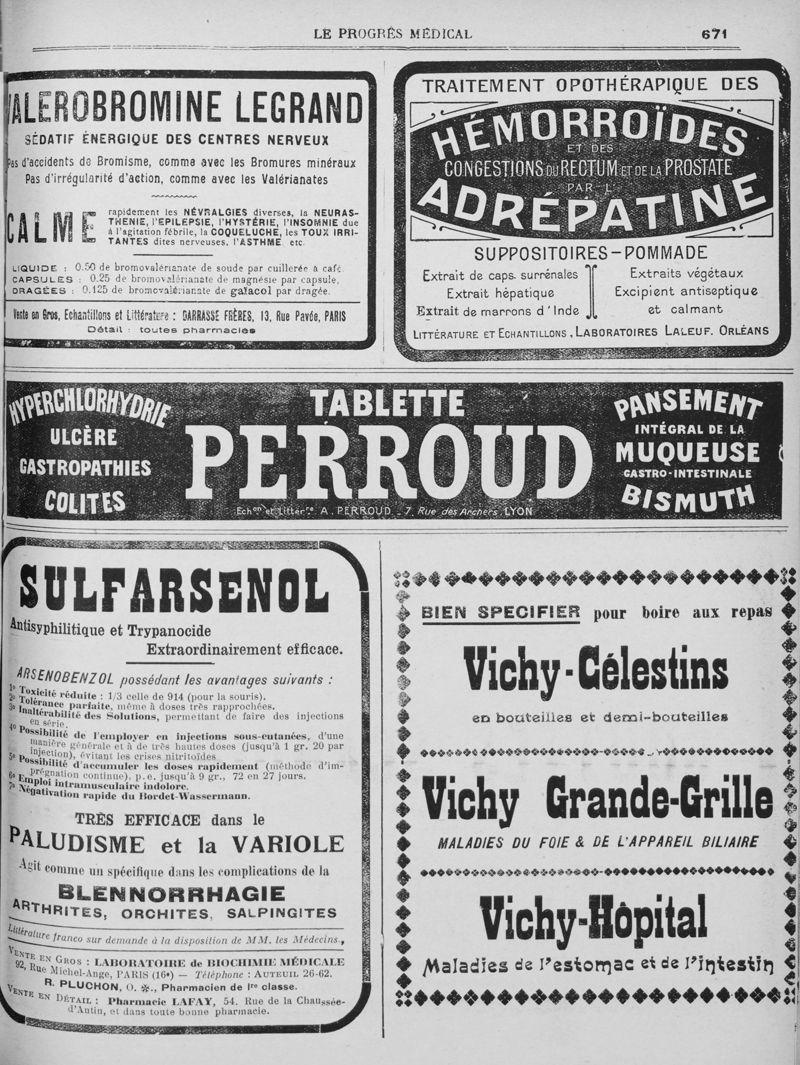 LE PROGRÈS MÉDICAL
671
VALEROBROMINE LEGRAND
SÉDATIF ÉNERGIQUE DES CENTRES NERVEUX
Pas d'accidents de Bromisme, comme avec les Bromures minéraux
Pas d'irrégularité d'action, comme avec les Valérianates
CALME
rapidement les NÉVRALGIES diverses, la NEURAS-
THENIE, l'EPILEPSIE, l'HYSTÉRIE, l'INSOMNIE due
à l'agitation fébrile, la COQUELUCHE, les TOUX IRRI-
TANTES dites nerveuses, l'ASTHME, etc.
LIQUIDE : 0.50 de bromovalérianate de soude par cuillerée à café.
CAPSULES : 0.25 de bromovalérianate de magnésie par capsule,
DRAGÉES : 0.125 de bromovalérianate de gaïacol par dragée.
Vente en Gros, Echantillons et Littérature : DARRASSE FRÈRES, 13, Rue Pavée, PARIS
Détail : toutes pharmacies
TRAITEMENT OPOTHÉRAPIQUE DES
HÉMORROÏDES
ET DES
CONGESTIONS DU RECTUM ET DE LA PROSTATE
PAR L'
ADRÉPATINE
SUPPOSITOIRES - POMMADE
Extrait de caps. surrénales
Extrait hépatique
Extrait de marrons d'Inde
Extraits végétaux
Excipient antiseptique
et calmant
LITTÉRATURE ET ECHANTILLONS, LABORATOIRES LALEUF. ORLÉANS
HYPERCHLORHYDRIE
ULCÈRE
GASTROPATHIES
COLITES
TABLETTE
PERROUD
Echon et Littérre A. PERROUD - 7, Rue des Archers, LYON
PANSEMENT
INTÉGRAL DE LA
MUQUEUSE
GASTRO-INTESTINALE
BISMUTH
SULFARSENOL
Antisyphilitique et Trypanocide
Extraordinairement efficace.
ARSENOBENZOL possédant les avantages suivants :
1° Toxicité réduite : 1/3 celle de 914 (pour la souris).
2° Tolérance parfaite, même à doses très rapprochées.
3° Inaltérabilité des Solutions, permettant de faire des injections
en série.
4° Possibilité de l'employer en injections sous-cutanées, d'une
manière générale et à de très hautes doses (jusqu'à 1 gr. 20 par
injection), évitant les crises nitritoïdes
5° Possibilité d'accumuler les doses rapidement (méthode d'im-
prégnation continue), p. e. jusqu'à 9 gr., 72 en 27 jours.
6° Emploi intramusculaire indolore.
7° Négativation rapide du Bordet-Wassermann.
TRÈS EFFICACE dans le
PALUDISME et la VARIOLE
Agit comme un spécifique dans les complications de la
BLENNORRHAGIE
ARTHRITES, ORCHITES, SALPINGITES
Littérature franco sur demande à la disposition de MM. les Médecins.
VENTE EN GROS : LABORATOIRE de BIOCHIMIE MÉDICALE
92, Rue Michel-Ange, PARIS (16e) — Téléphone : AUTEUIL 26-62.
R. PLUCHON, O. ✻., Pharmacien de Ire classe.
VENTE EN DÉTAIL : Pharmacie LAFAY, 54, Rue de la Chaussée-
d'Antin, et dans toute bonne pharmacie.
BIEN SPECIFIER pour boire aux repas
Vichy-Célestins
en bouteilles et demi-bouteilles
Vichy Grande-Grille
MALADIES DU FOIE & DE L'APPAREIL BILIAIRE
Vichy-Hôpital
Maladies de l'estomac et de l'intestin